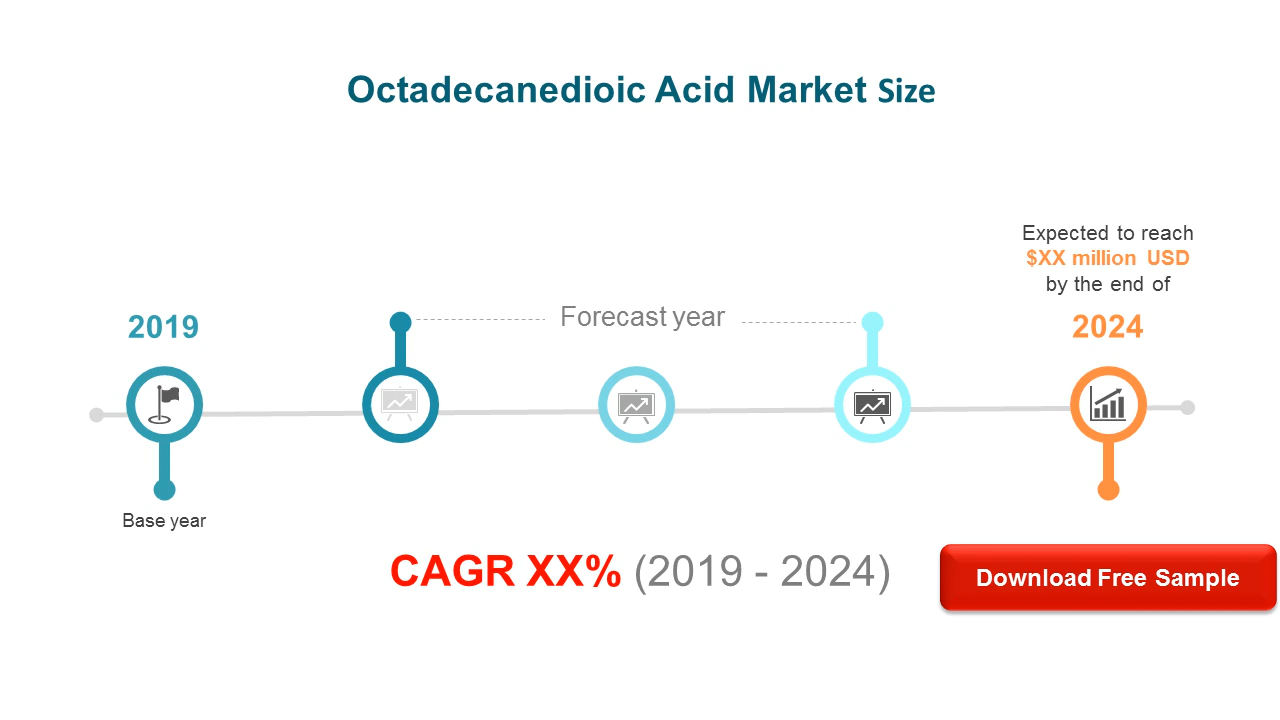 Octadecanedioic Acid Market Size
Expected to reach
$XX million USD
by the end of
2019
Forecast year
2024
Base year
CAGR XX% (2019 - 2024)
Download Free Sample